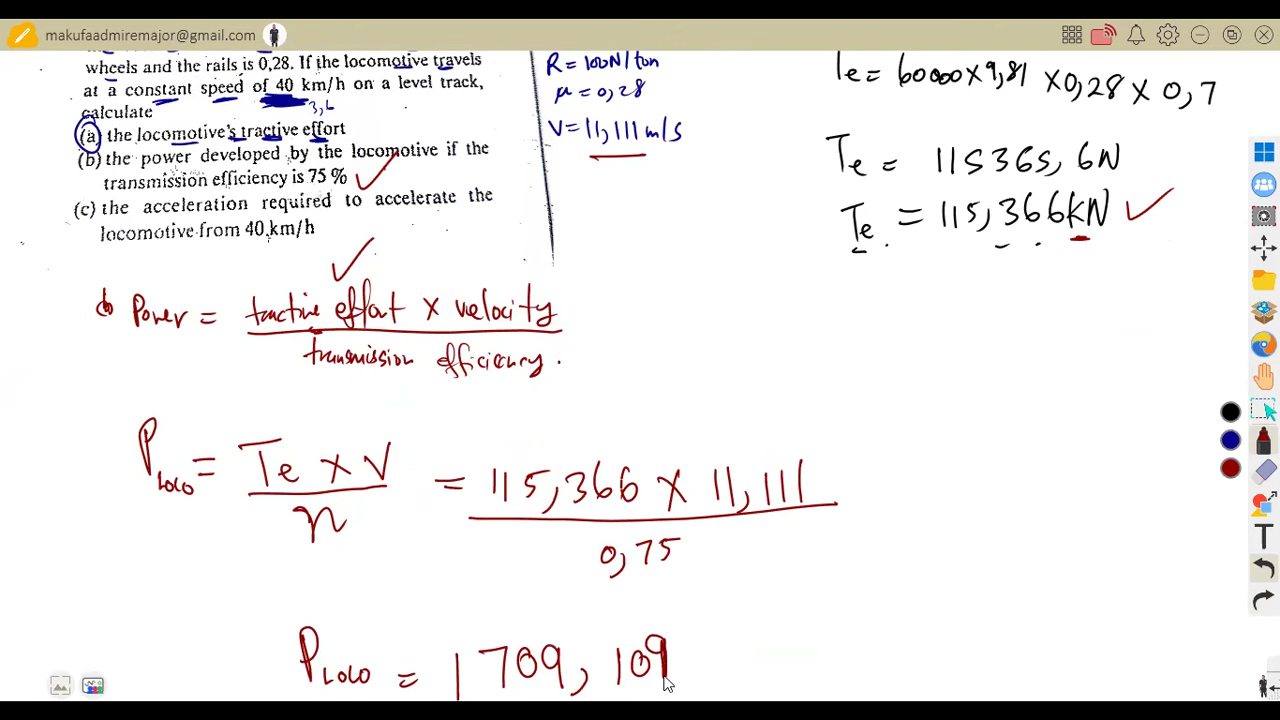 makufaadmiremajor@gmail.com
wheels and the rails is 0,28. If the locomotive travels
at a constant speed of 40 km/h on a level track,
3,6
calculate
(a) the locomotive's tractive effort
(b) the power developed by the locomotive if the
transmission efficiency is 75 %
(c) the acceleration required to accelerate the
locomotive from 40 km/h
R = 100N/ton
μ = 0,28
V = 11,111 m/s
Te = 60000 × 9,81 × 0,28 × 0,7
Te = 115365,6N
Te = 115,366kN
b Power = tractive effort × velocity
transmission efficiency.
P Loco = Te × V = 115,366 × 11,111
n 0,75
P Loco = 1709,109
T